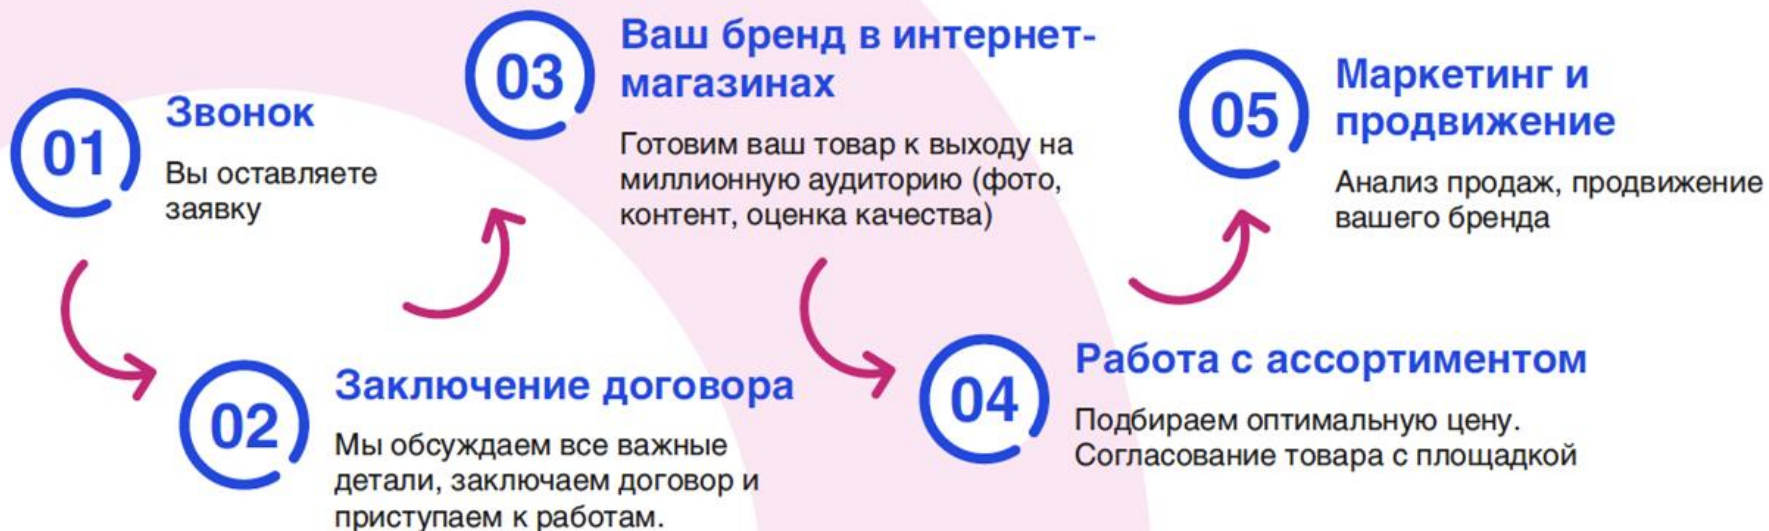 01
Звонок
Вы оставляете
заявку
02
Заключение договора
Мы обсуждаем все важные
детали, заключаем договор и
приступаем к работам.
03
Ваш бренд в интернет-
магазинах
Готовим ваш товар к выходу на
миллионную аудиторию (фото,
контент, оценка качества)
04
Работа с ассортиментом
Подбираем оптимальную цену.
Согласование товара с площадкой
05
Маркетинг и
продвижение
Анализ продаж, продвижение
вашего бренда